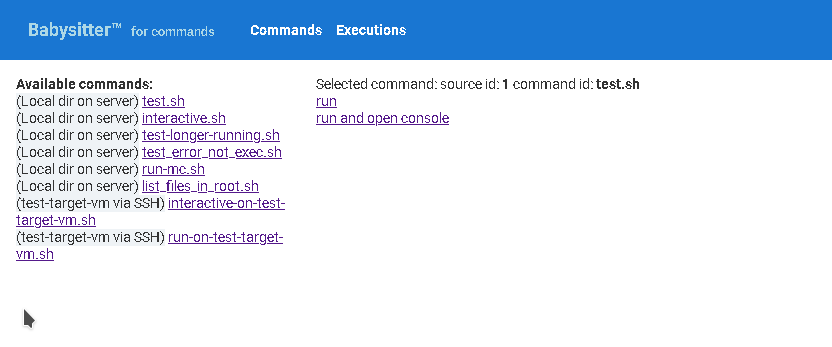 Babysitter™ for commands Commands Executions
Available commands:
(Local dir on server) test.sh
(Local dir on server) interactive.sh
(Local dir on server) test-longer-running.sh
(Local dir on server) test_error_not_exec.sh
(Local dir on server) run-mc.sh
(Local dir on server) list_files_in_root.sh
(test-target-vm via SSH) interactive-on-test-
target-vm.sh
(test-target-vm via SSH) run-on-test-target-
vm.sh
Selected command: source id: 1 command id: test.sh
run
run and open console